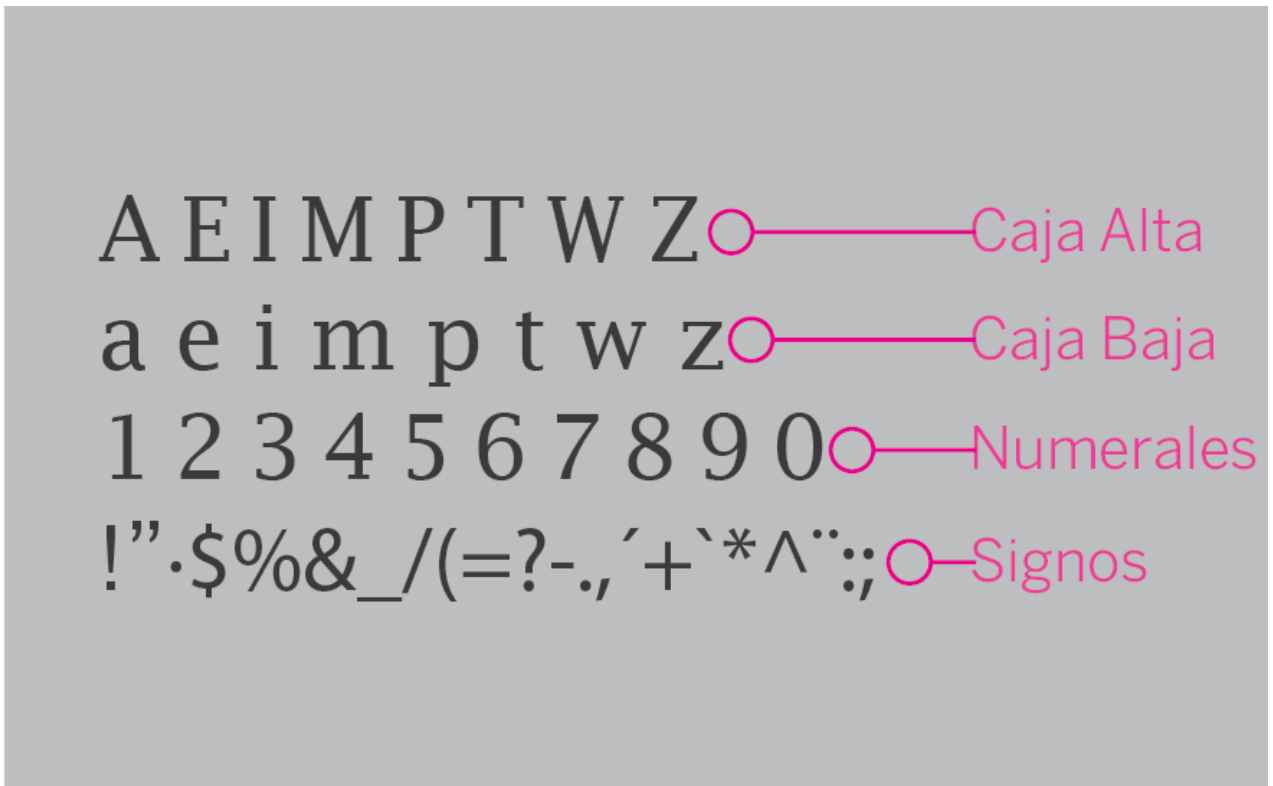 A E I M P T W Z Caja Alta
a e i m p t w z Caja Baja
1 2 3 4 5 6 7 8 9 0 Numerales
!”·$%&_/(=?-.,´+`*^¨:; Signos